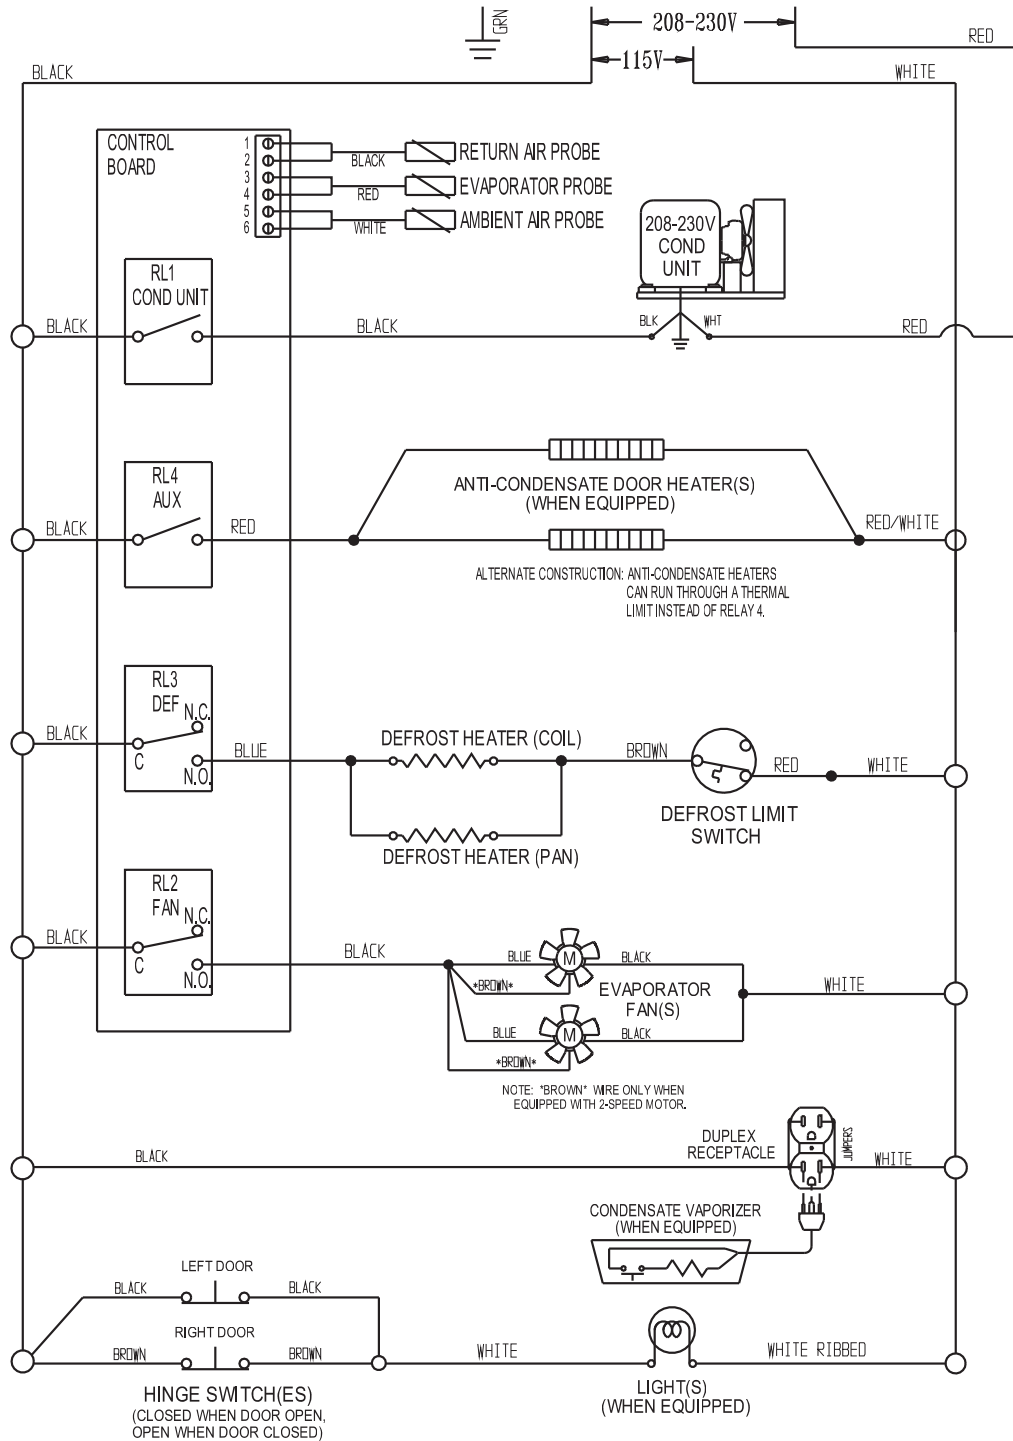 GRN
208-230V
RED
115V
BLACK
WHITE
CONTROL
BOARD
1
2
3
4
5
6
BLACK
RED
WHITE
RETURN AIR PROBE
EVAPORATOR PROBE
AMBIENT AIR PROBE
208-230V
COND
UNIT
RL1
COND UNIT
BLACK
BLACK
BLK
WHT
RED
RL4
AUX
BLACK
RED
ANTI-CONDENSATE DOOR HEATER(S)
(WHEN EQUIPPED)
RED/WHITE
ALTERNATE CONSTRUCTION: ANTI-CONDENSATE HEATERS
CAN RUN THROUGH A THERMAL
LIMIT INSTEAD OF RELAY 4.
RL3
DEF
N.C.
BLACK
C
N.O.
BLUE
DEFROST HEATER (COIL)
BROWN
RED
WHITE
DEFROST LIMIT
SWITCH
DEFROST HEATER (PAN)
RL2
FAN
N.C.
BLACK
C
N.O.
BLACK
BLUE
M
BLACK
*BROWN*
EVAPORATOR
FAN(S)
WHITE
BLUE
M
BLACK
*BROWN*
NOTE: *BROWN* WIRE ONLY WHEN
EQUIPPED WITH 2-SPEED MOTOR.
BLACK
DUPLEX
RECEPTACLE
JUMPERS
WHITE
CONDENSATE VAPORIZER
(WHEN EQUIPPED)
LEFT DOOR
BLACK
BLACK
RIGHT DOOR
BROWN
BROWN
WHITE
WHITE RIBBED
HINGE SWITCH(ES)
(CLOSED WHEN DOOR OPEN,
OPEN WHEN DOOR CLOSED)
LIGHT(S)
(WHEN EQUIPPED)